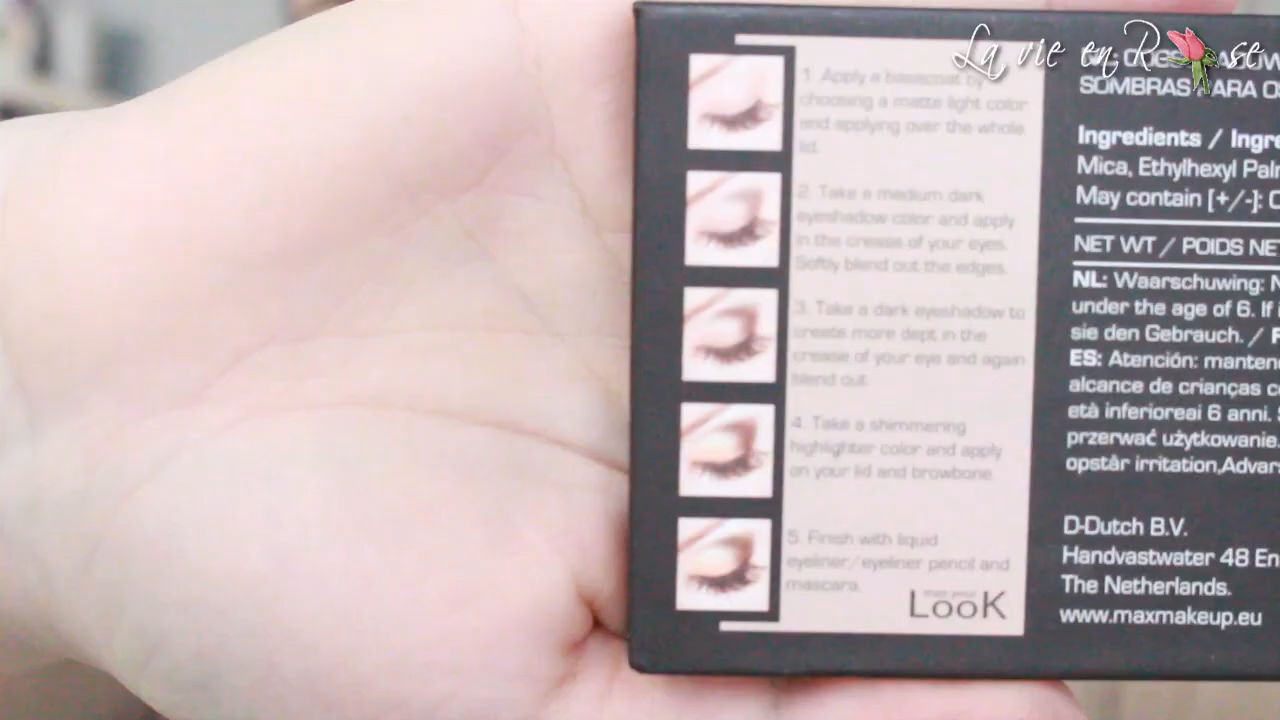 La vie en Rose
1. Apply a basecoat by
choosing a matte light color
and applying over the whole
lid.
2. Take a medium dark
eyeshadow color and apply
in the crease of your eyes.
Softly blend out the edges.
3. Take a dark eyeshadow to
create more dept in the
crease of your eye and again
blend out.
4. Take a shimmering
highlighter color and apply
on your lid and browbone.
5. Finish with liquid
eyeliner/eyeliner pencil and
mascara.
LooK
SOMBRAS PARA O
Ingredients / Ingre
Mica, Ethylhexyl Pal
May contain [+/-]: C
NET WT / POIDS NE
NL: Waarschuwing: N
under the age of 6. If i
sie den Gebrauch. / F
ES: Atención: manten
alcance de crianças c
età inferioreai 6 anni. S
przerwać użytkowanie.
opstår irritation,Advars
D-Dutch B.V.
Handvastwater 48 En
The Netherlands.
www.maxmakeup.eu